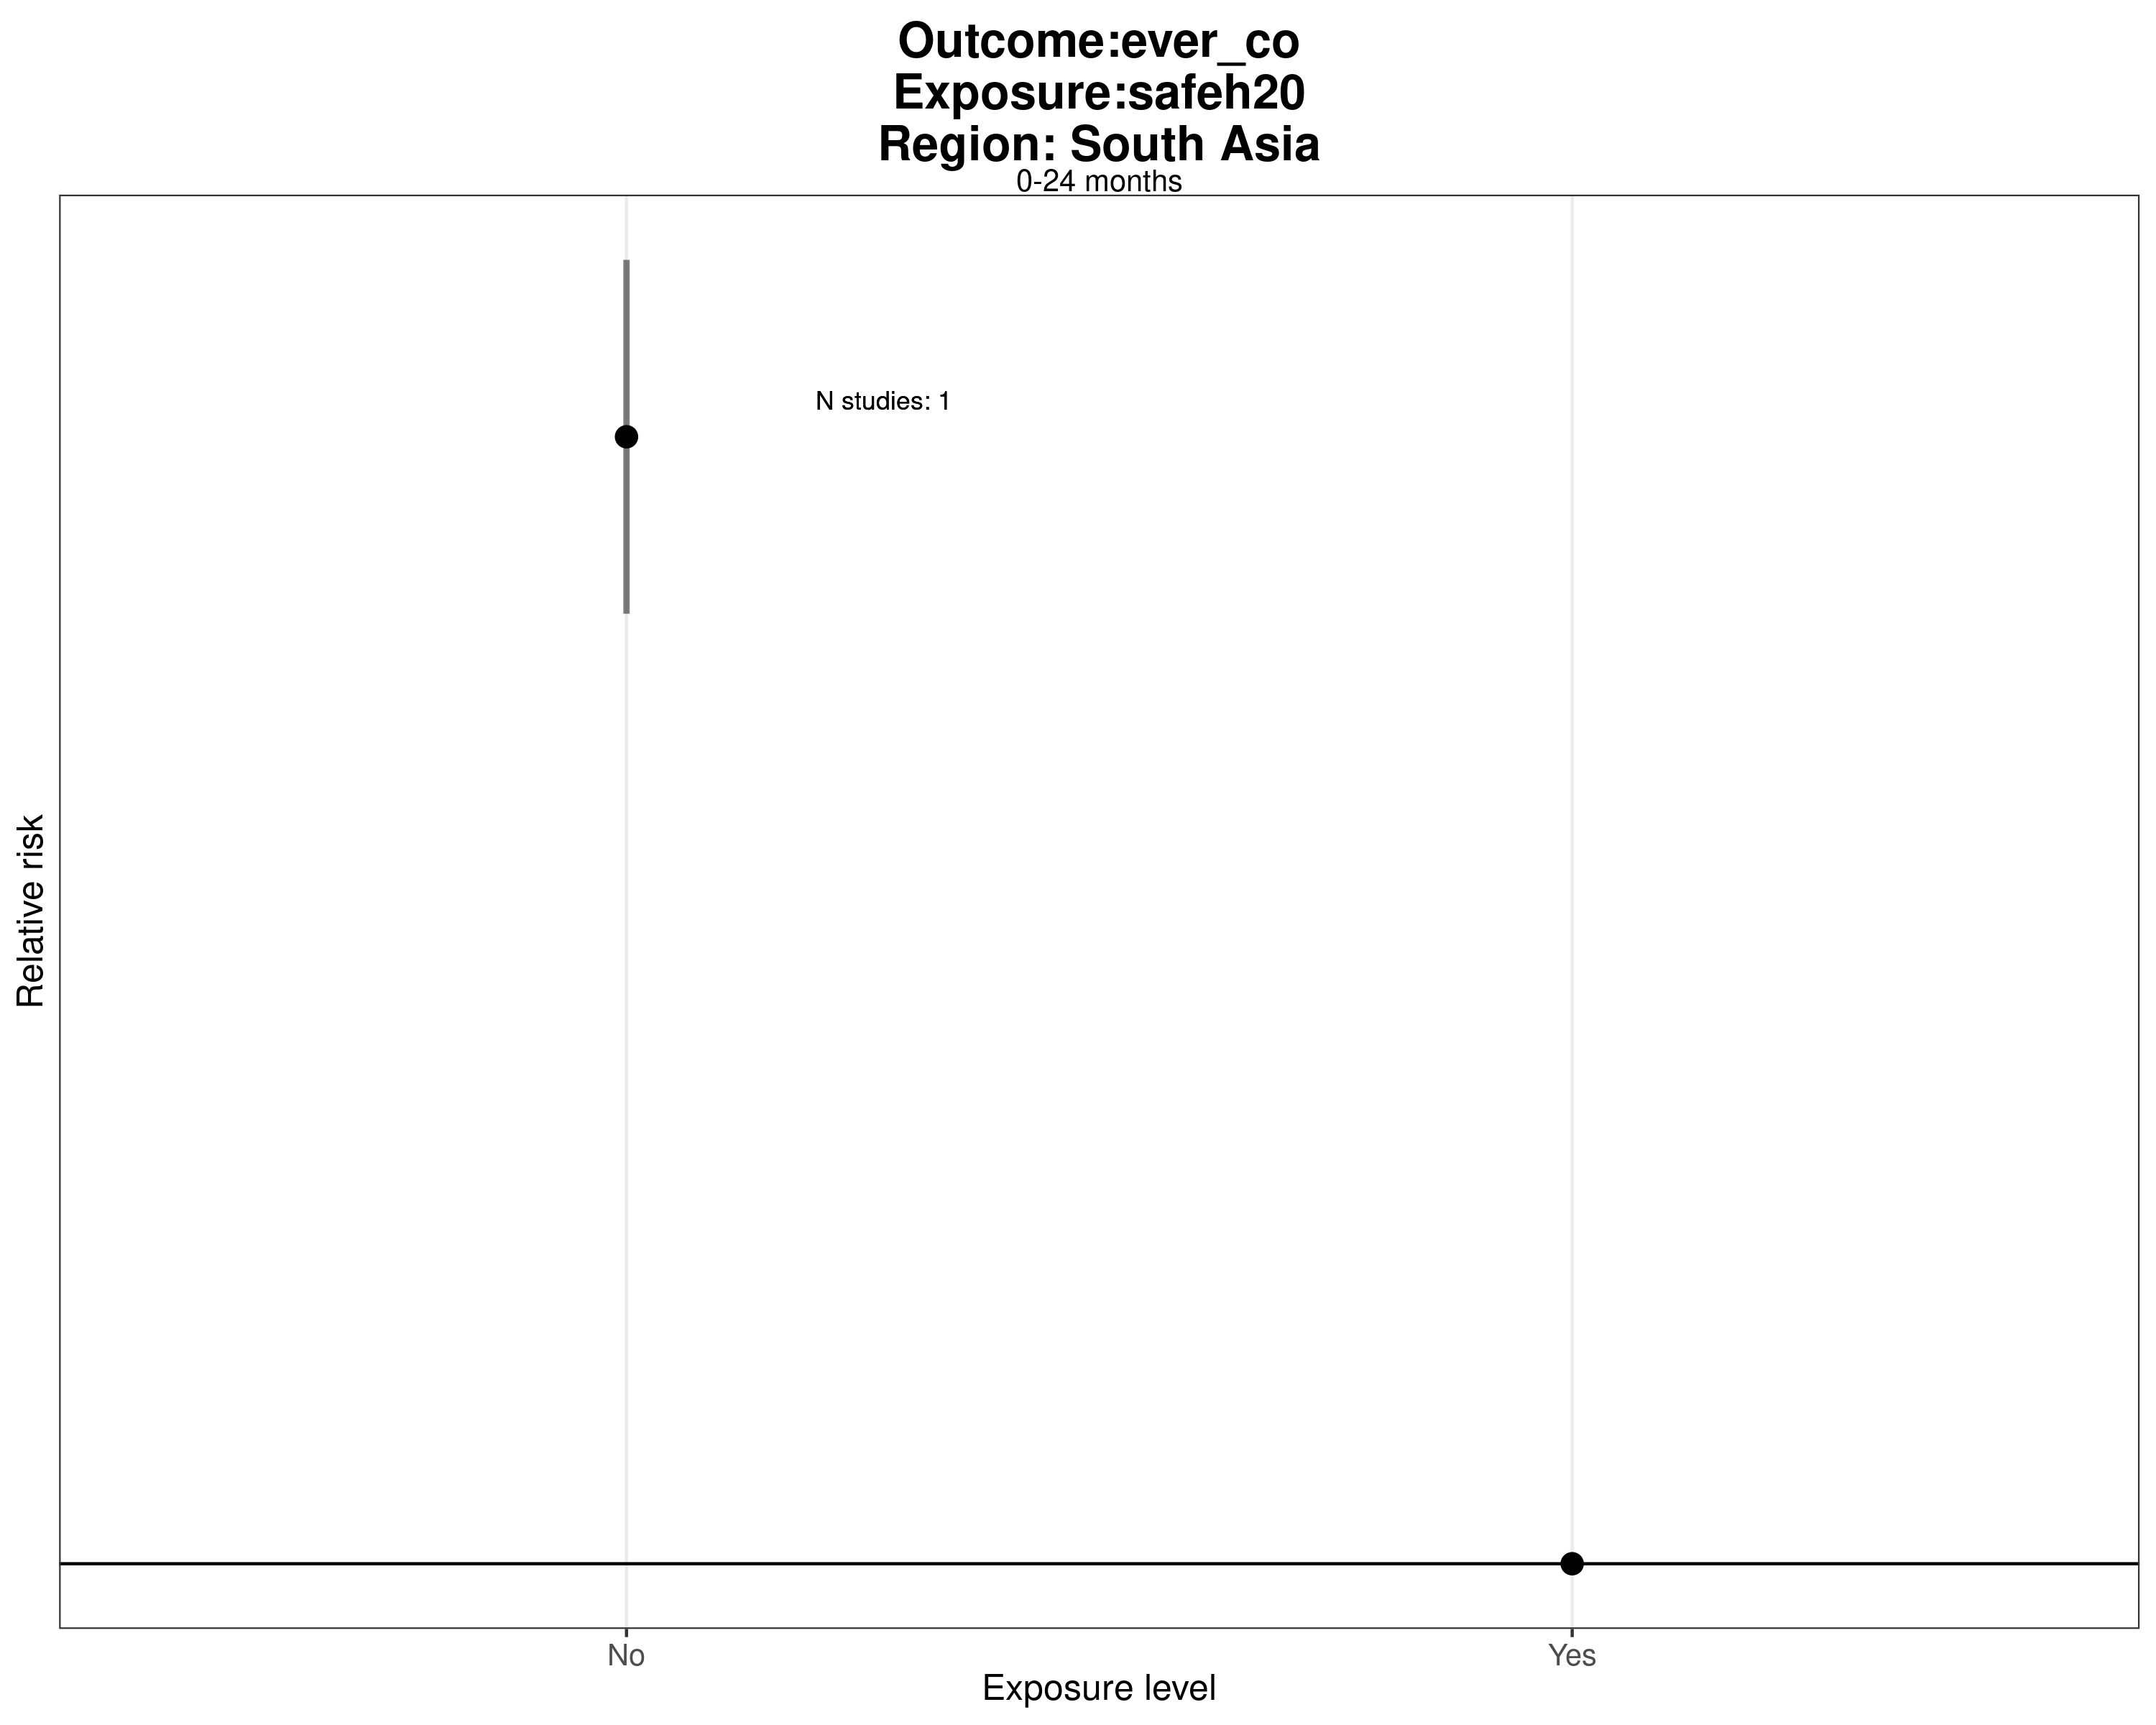 Outcome:ever_co
Exposure:safeh20
Region: South Asia
0-24 months
N studies: 1
Relative risk
No
Yes
Exposure level